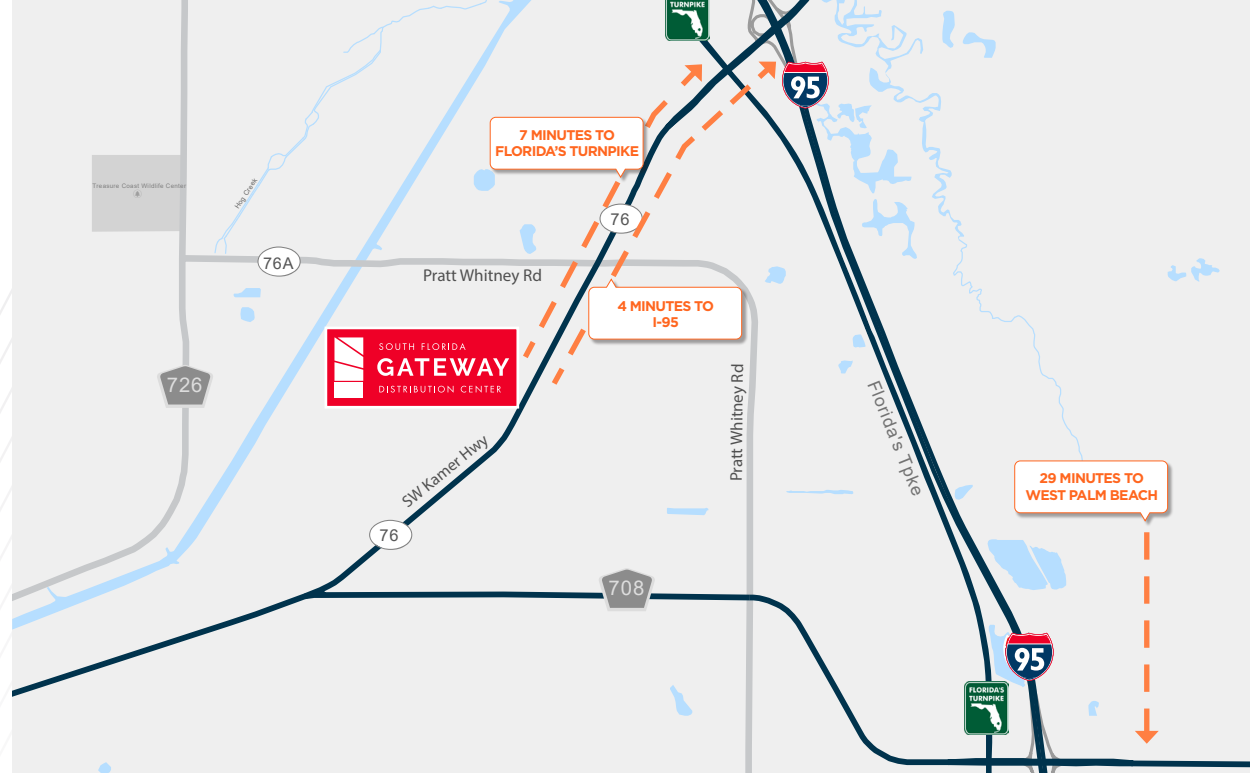 TURNPIKE
95
7 MINUTES TO
FLORIDA'S TURNPIKE
Treasure Coast Wildlife Center
Hog Creek
76
76A
Pratt Whitney Rd
4 MINUTES TO
I-95
SOUTH FLORIDA
GATEWAY
DISTRIBUTION CENTER
726
Pratt Whitney Rd
Florida's Tpke
SW Kamer Hwy
29 MINUTES TO
WEST PALM BEACH
76
708
95
FLORIDA'S
TURNPIKE